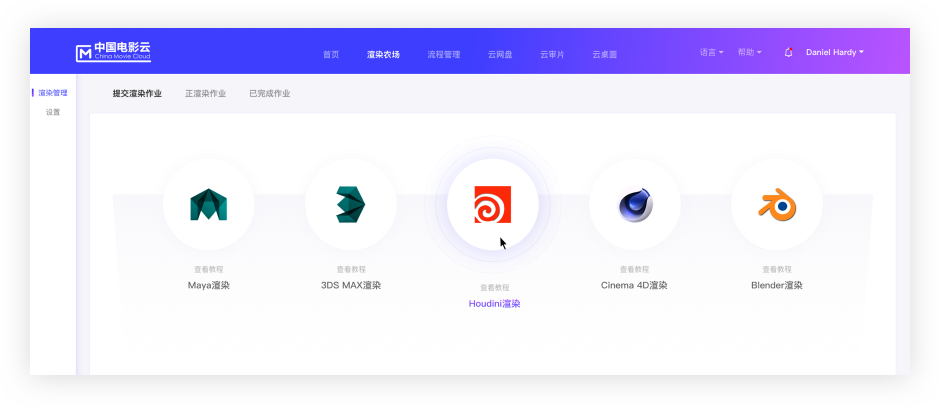 中国电影云
China Movie Cloud
首页 渲染农场 流程管理 云网盘 云审片 云桌面 语言 帮助 Daniel Hardy
渲染管理
设置
提交渲染作业 正渲染作业 已完成作业
查看教程 查看教程 查看教程 查看教程 查看教程
Maya渲染 3DS MAX渲染 Houdini渲染 Cinema 4D渲染 Blender渲染